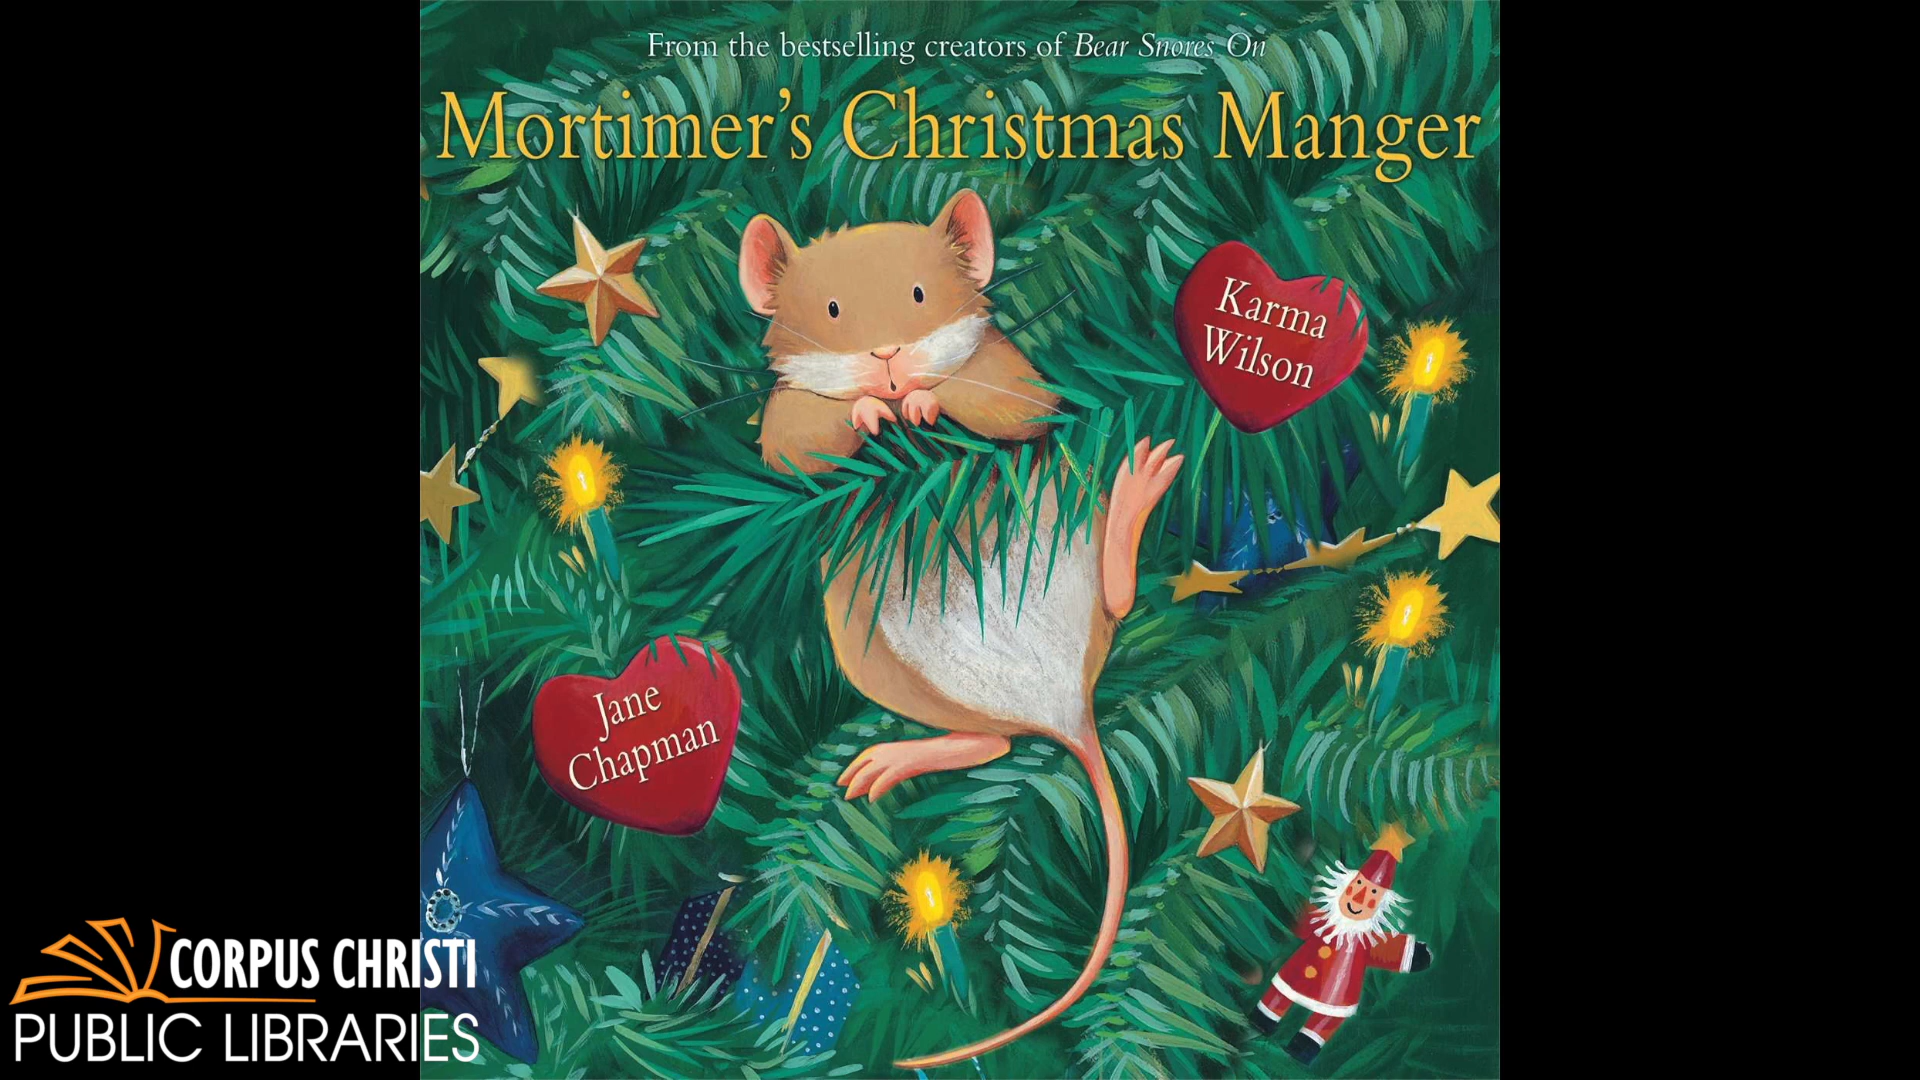 From the bestselling creators of Bear Snores On
Mortimer's Christmas Manger
Karma
Wilson
Jane
Chapman
CORPUS CHRISTI
PUBLIC LIBRARIES